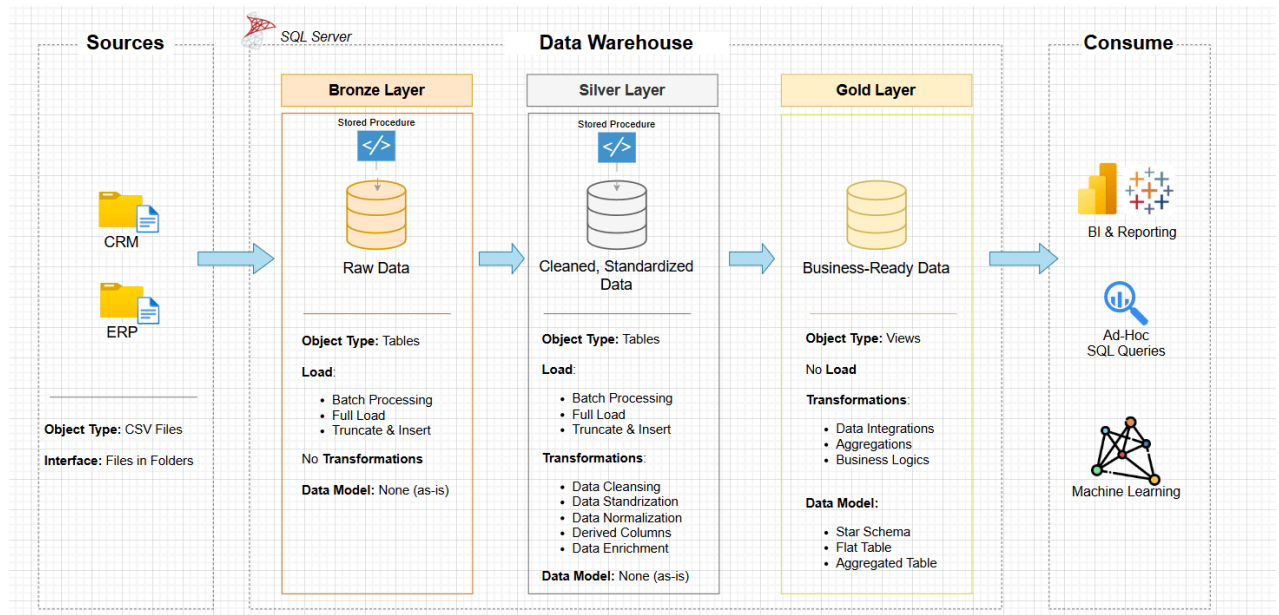 Sources
CRM
ERP
Object Type: CSV Files
Interface: Files in Folders
SQL Server
Data Warehouse
Bronze Layer
Stored Procedure
</>
Raw Data
Object Type: Tables
Load:
• Batch Processing
• Full Load
• Truncate & Insert
No Transformations
Data Model: None (as-is)
Silver Layer
Stored Procedure
</>
Cleaned, Standardized
Data
Object Type: Tables
Load:
• Batch Processing
• Full Load
• Truncate & Insert
Transformations:
• Data Cleansing
• Data Standrization
• Data Normalization
• Derived Columns
• Data Enrichment
Data Model: None (as-is)
Gold Layer
Business-Ready Data
Object Type: Views
No Load
Transformations:
• Data Integrations
• Aggregations
• Business Logics
Data Model:
• Star Schema
• Flat Table
• Aggregated Table
Consume
BI & Reporting
Ad-Hoc
SQL Queries
Machine Learning